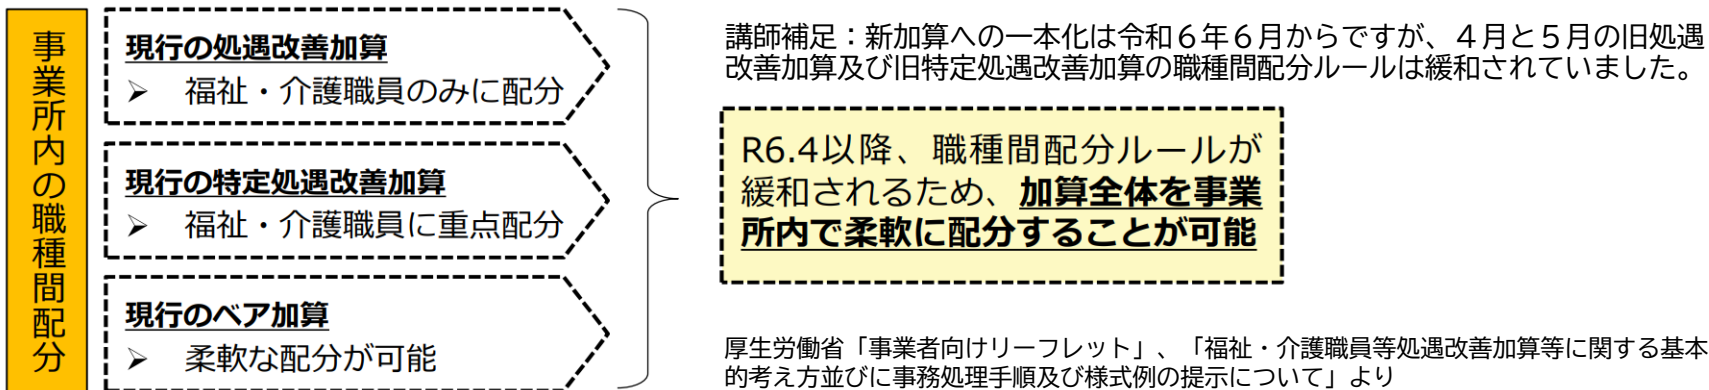 事業所内の職種間配分
現行の処遇改善加算
➢ 福祉・介護職員のみに配分
現行の特定処遇改善加算
➢ 福祉・介護職員に重点配分
現行のベア加算
➢ 柔軟な配分が可能
講師補足：新加算への一本化は令和６年６月からですが、４月と５月の旧処遇
改善加算及び旧特定処遇改善加算の職種間配分ルールは緩和されていました。
R6.4以降、職種間配分ルールが
緩和されるため、加算全体を事業
所内で柔軟に配分することが可能
厚生労働省「事業者向けリーフレット」、「福祉・介護職員等処遇改善加算等に関する基本
的考え方並びに事務処理手順及び様式例の提示について」より